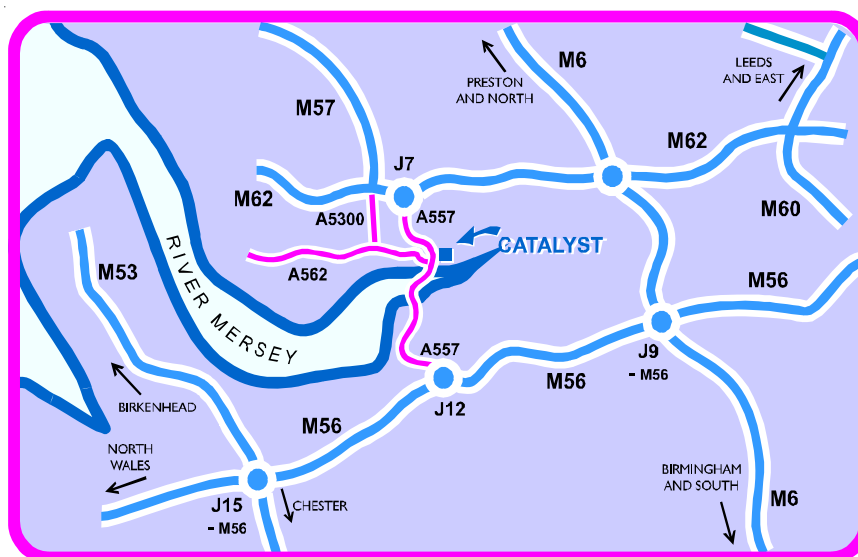 M57
M6
PRESTON
AND NORTH
LEEDS
AND EAST
M62
J7
M62
A5300
A557
M60
CATALYST
A562
M53
RIVER MERSEY
M56
A557
J9
- M56
M56
J12
BIRKENHEAD
M56
NORTH
WALES
BIRMINGHAM
AND SOUTH
M6
J15
- M56
CHESTER